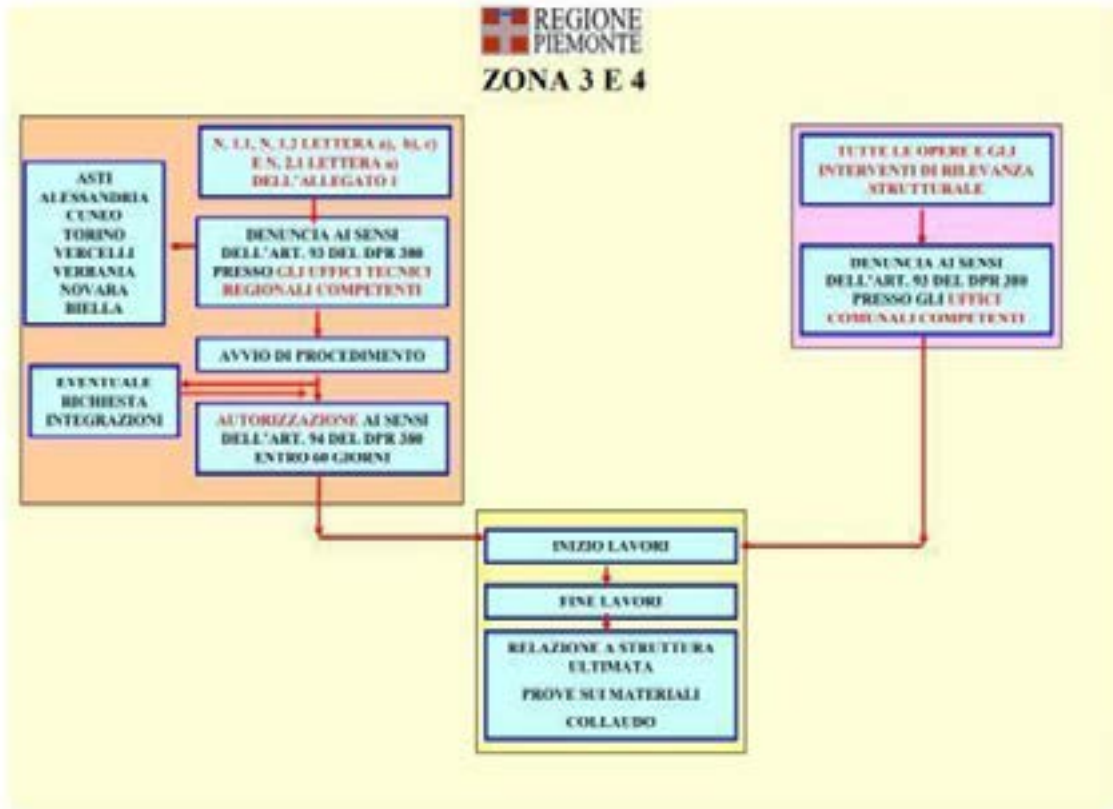 REGIONE
PIEMONTE
ZONA 3 E 4
N. 1.1, N. 1.2 LETTERA a), b), c)
E N. 2.1 LETTERA a)
DELL'ALLEGATO 1
ASTI
ALESSANDRIA
CUNEO
TORINO
VERCELLI
VERBANIA
NOVARA
BIELLA
DENUNCIA AI SENSI
DELL'ART. 93 DEL DPR 380
PRESSO GLI UFFICI TECNICI
REGIONALI COMPETENTI
AVVIO DI PROCEDIMENTO
EVENTUALE
RICHIESTA
INTEGRAZIONI
AUTORIZZAZIONE AI SENSI
DELL'ART. 94 DEL DPR 380
ENTRO 60 GIORNI
TUTTE LE OPERE E GLI
INTERVENTI DI RILEVANZA
STRUTTURALE
DENUNCIA AI SENSI
DELL'ART. 93 DEL DPR 380
PRESSO GLI UFFICI
COMUNALI COMPETENTI
INIZIO LAVORI
FINE LAVORI
RELAZIONE A STRUTTURA
ULTIMATA
PROVE SUI MATERIALI
COLLAUDO